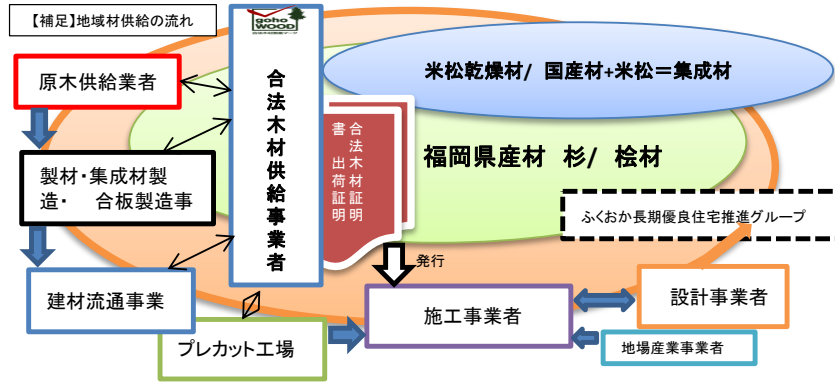 【補足】地域材供給の流れ
goho
WOOD
原木供給業者
合法木材供給事業者
米松乾燥材/ 国産材+米松=集成材
合法木材証明
書 出荷証明
福岡県産材 杉/ 桧材
製材・集成材製
造・ 合板製造事
ふくおか長期優良住宅推進グループ
発行
建材流通事業
施工事業者
設計事業者
プレカット工場
地場産業事業者